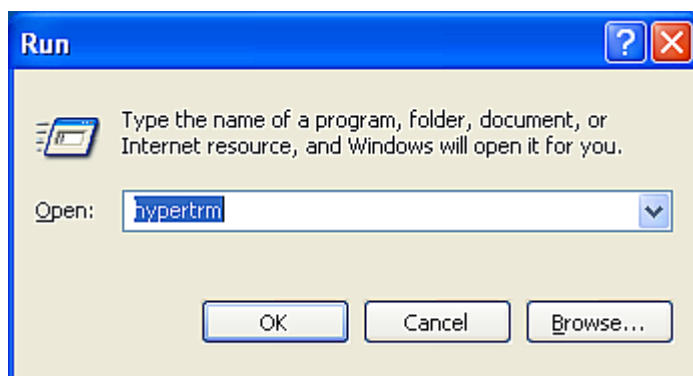 Run
Type the name of a program, folder, document, or
Internet resource, and Windows will open it for you.
Open: hypertrm
OK Cancel Browse...